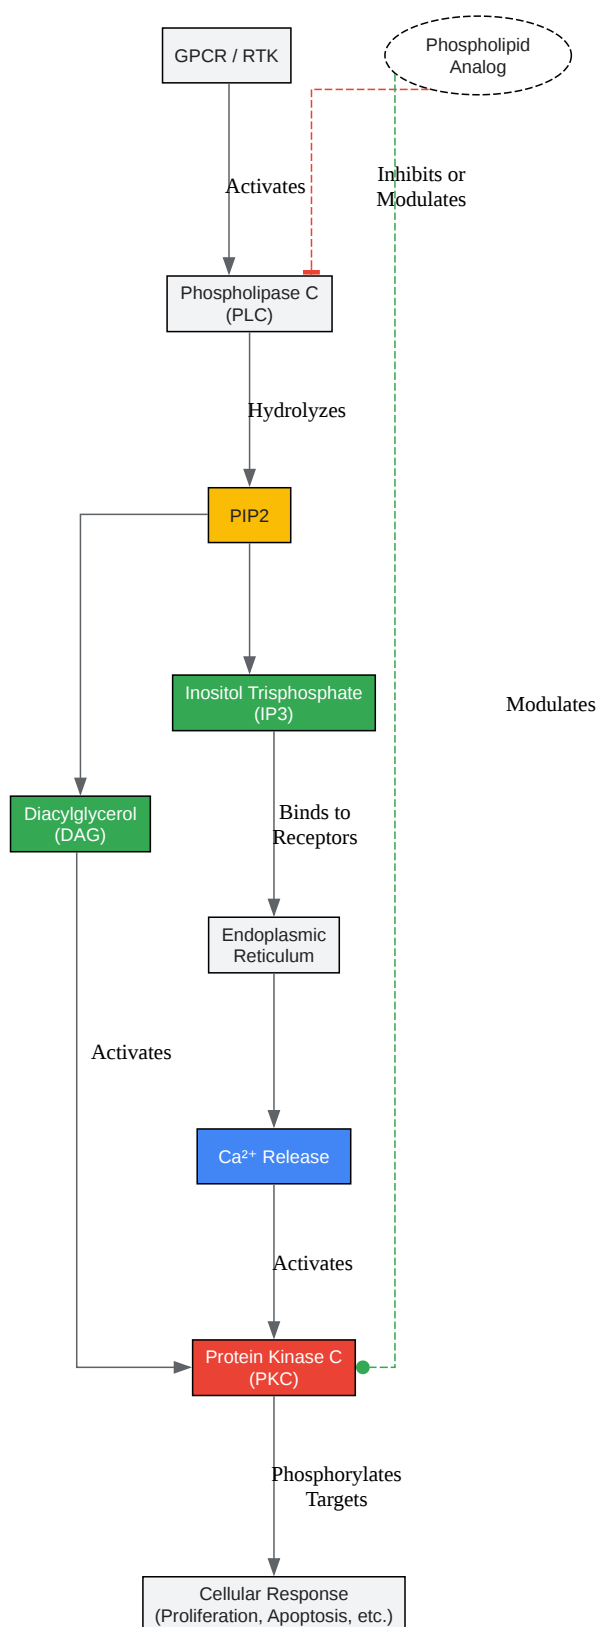 GPCR / RTK
Phospholipid
Analog
Activates
Inhibits or
Modulates
Phospholipase C
(PLC)
Hydrolyzes
PIP2
Inositol Trisphosphate
(IP3)
Modulates
Diacylglycerol
(DAG)
Binds to
Receptors
Endoplasmic
Reticulum
Activates
Ca²⁺ Release
Activates
Protein Kinase C
(PKC)
Phosphorylates
Targets
Cellular Response
(Proliferation, Apoptosis, etc.)